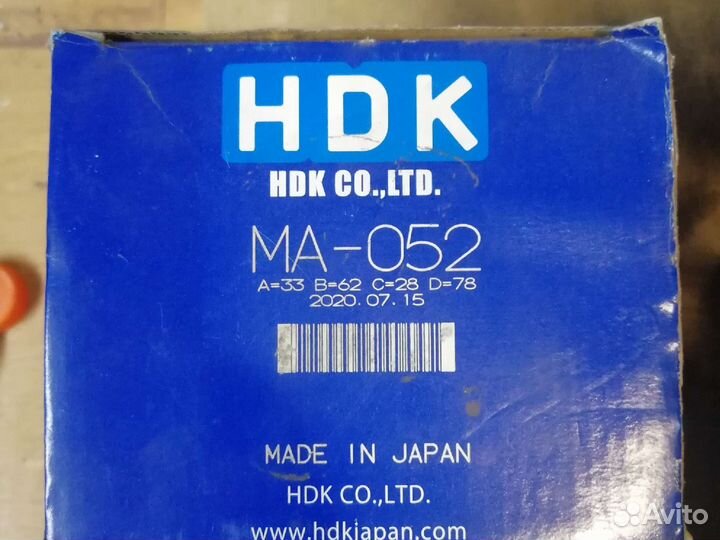 HDK
HDK CO.,LTD.
MA-052
A=33 B=62 C=28 D=78
2020.07.15
MADE IN JAPAN
HDK CO.,LTD.
www.hdkjapan.com
Avito